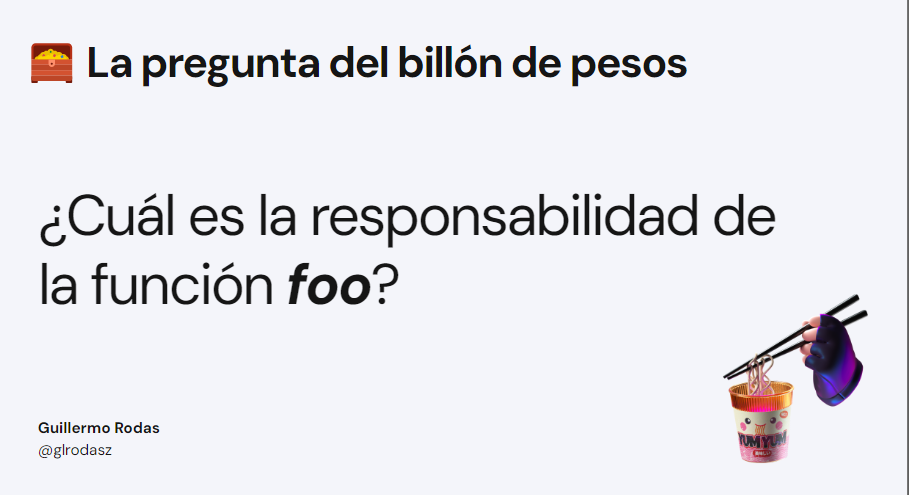 La pregunta del billón de pesos
¿Cuál es la responsabilidad de
la función foo?
Guillermo Rodas
@glrodasz
YUM YUM